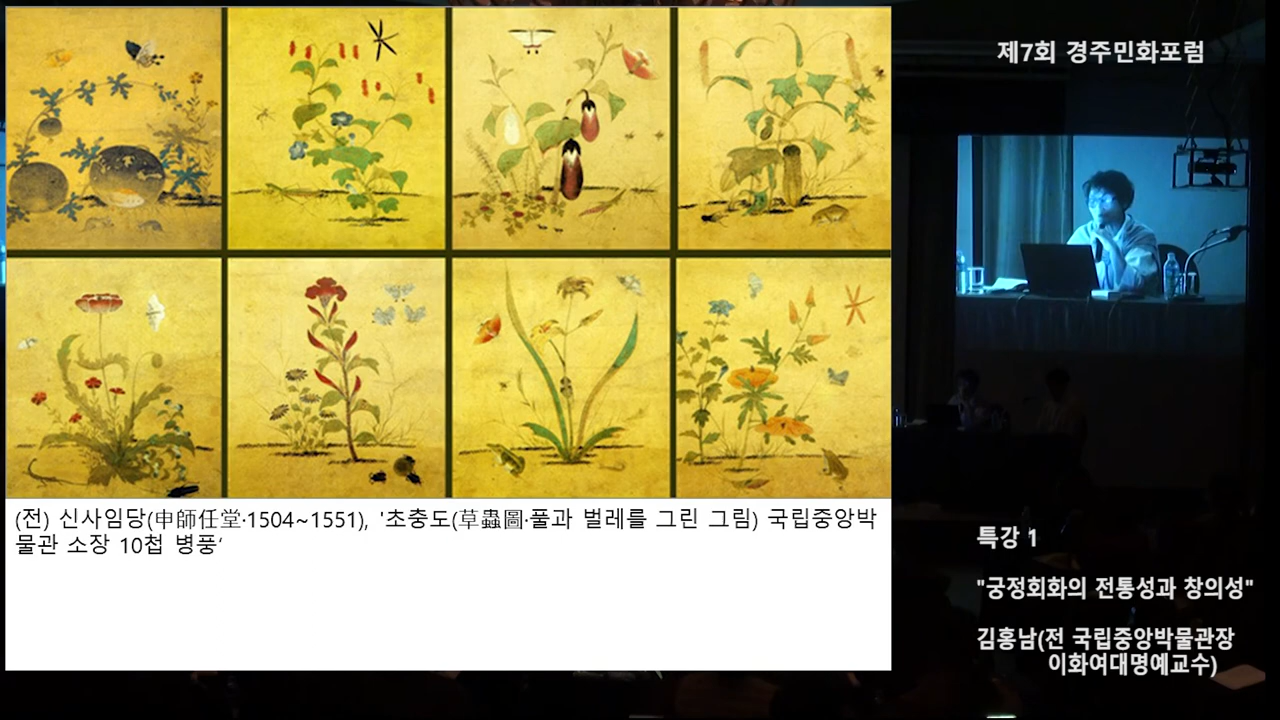 제7회 경주민화포럼
(전) 신사임당(申師任堂·1504~1551), '초충도(草蟲圖·풀과 벌레를 그린 그림) 국립중앙박
물관 소장 10첩 병풍‘
특강 1
"궁정회화의 전통성과 창의성"
김홍남(전 국립중앙박물관장
이화여대명예교수)